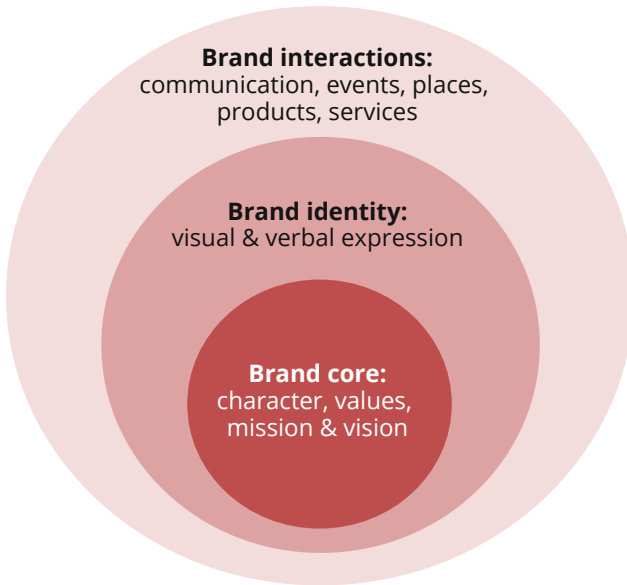 Brand interactions:
communication, events, places,
products, services
Brand identity:
visual & verbal expression
Brand core:
character, values,
mission & vision